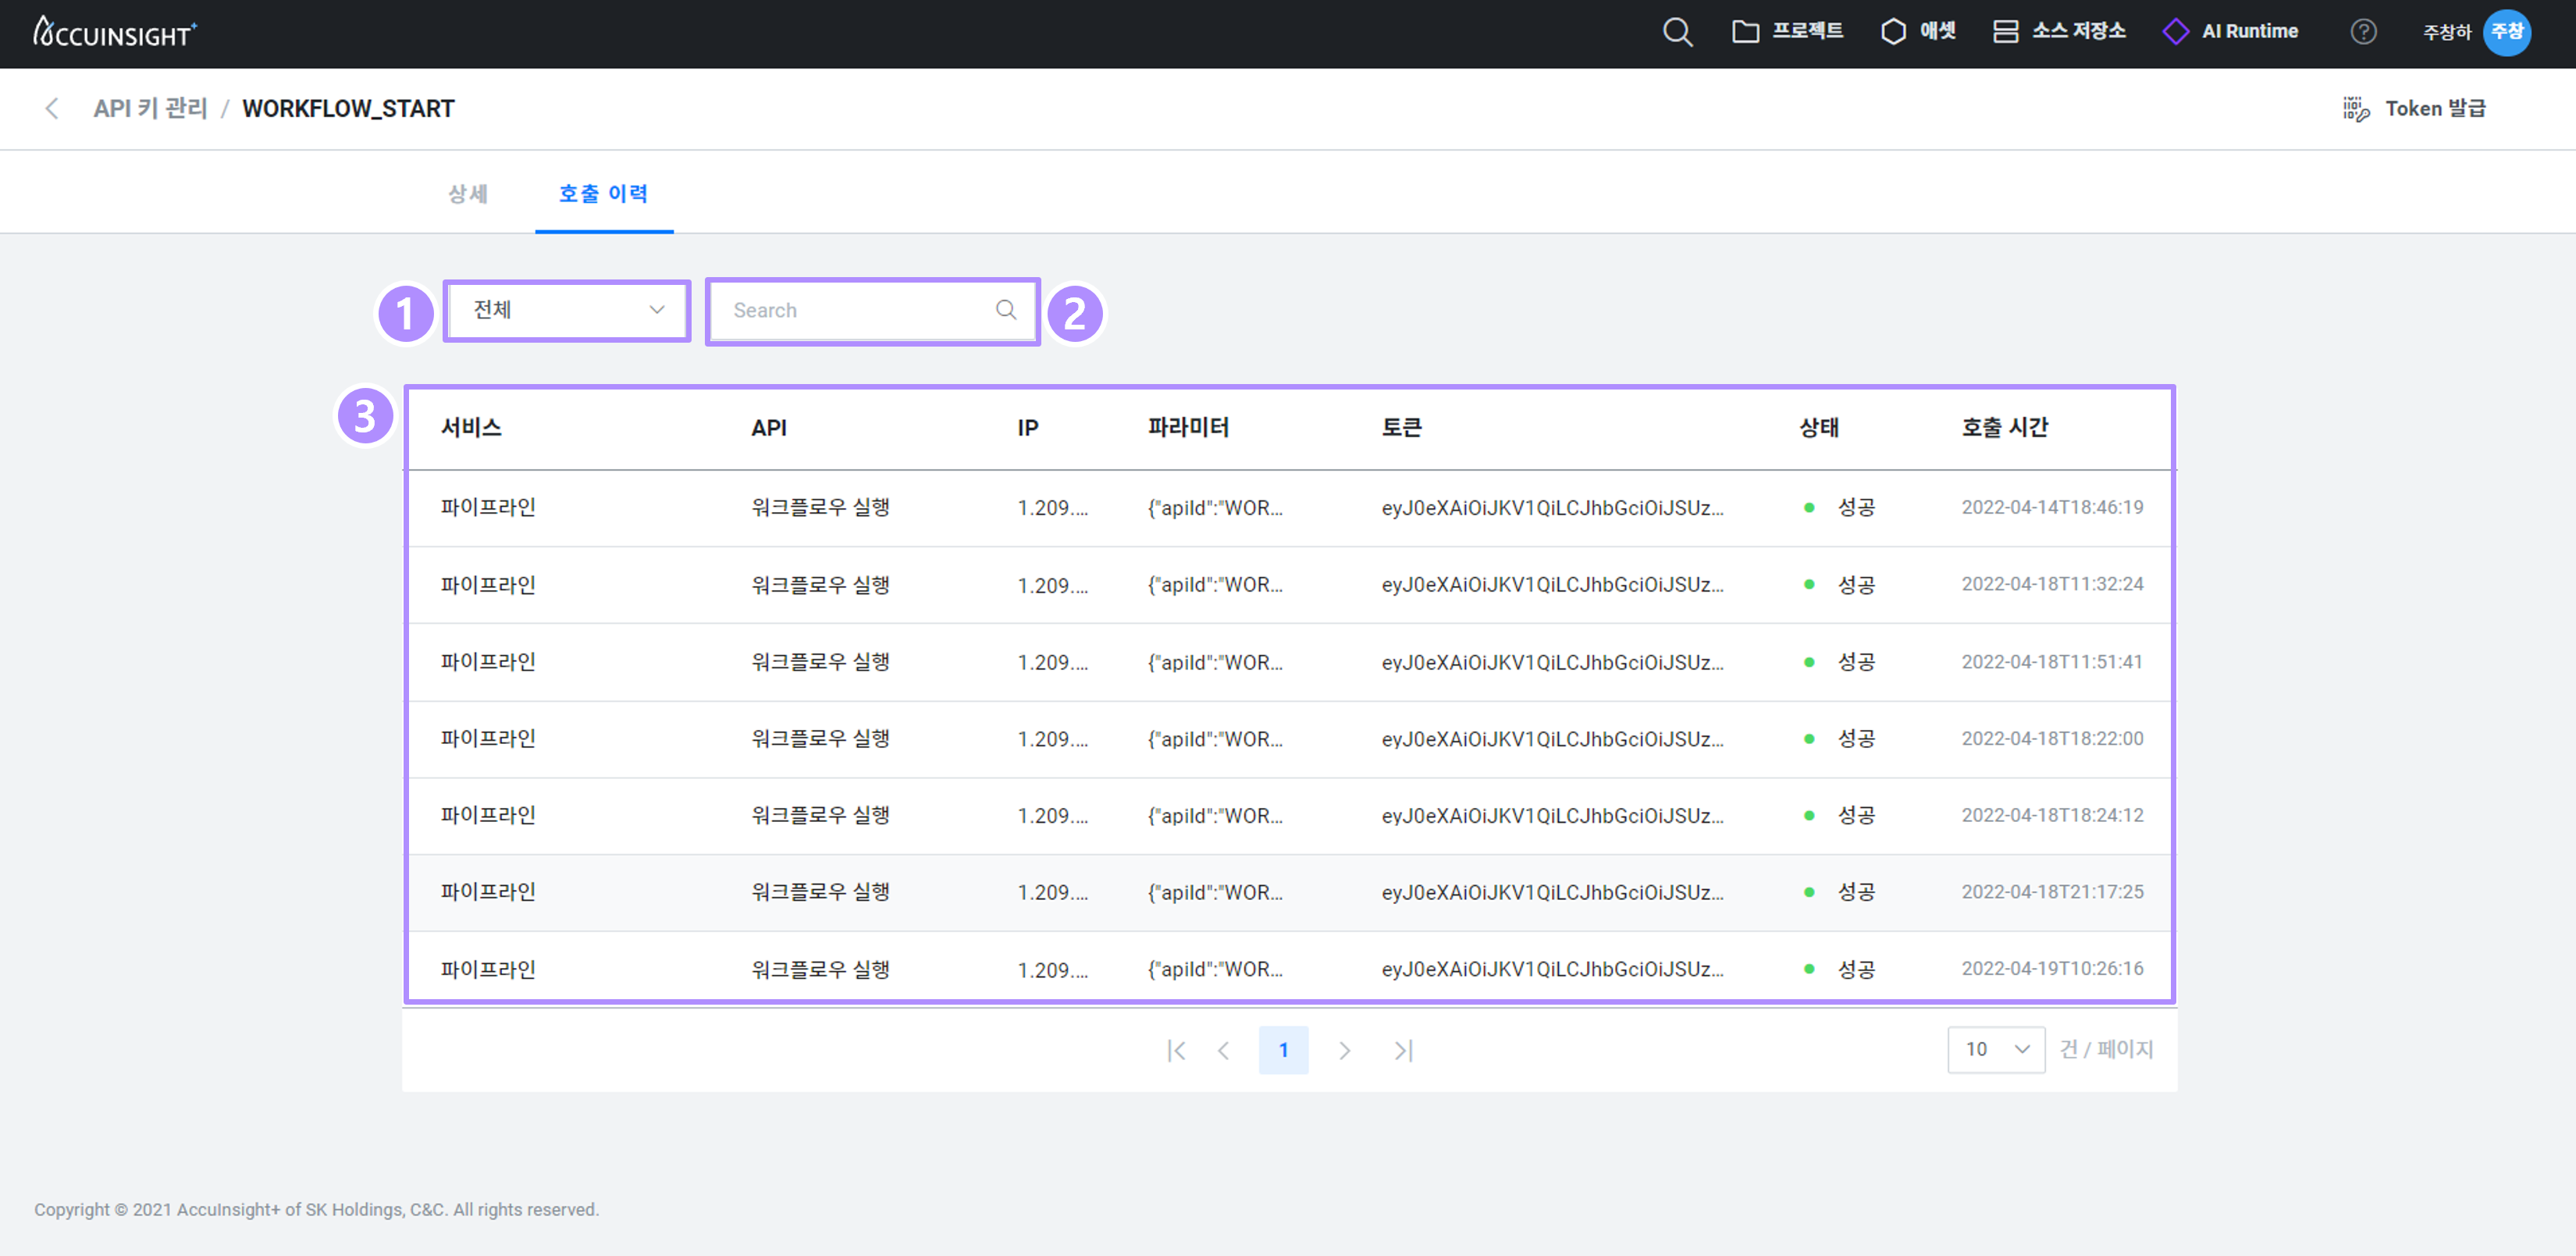 ACCUINSIGHT+ 프로젝트 애셋 소스 저장소 AI Runtime ? 주창하 주창
API 키 관리 / WORKFLOW_START Token 발급
상세 호출 이력
1 전체 Search 2
3
서비스 API IP 파라미터 토큰 상태 호출 시간
파이프라인 워크플로우 실행 1.209.... {"apiId":"WOR... eyJ0eXAiOiJKV1QiLCJhbGciOiJSUz... 성공 2022-04-14T18:46:19
파이프라인 워크플로우 실행 1.209.... {"apiId":"WOR... eyJ0eXAiOiJKV1QiLCJhbGciOiJSUz... 성공 2022-04-18T11:32:24
파이프라인 워크플로우 실행 1.209.... {"apiId":"WOR... eyJ0eXAiOiJKV1QiLCJhbGciOiJSUz... 성공 2022-04-18T11:51:41
파이프라인 워크플로우 실행 1.209.... {"apiId":"WOR... eyJ0eXAiOiJKV1QiLCJhbGciOiJSUz... 성공 2022-04-18T18:22:00
파이프라인 워크플로우 실행 1.209.... {"apiId":"WOR... eyJ0eXAiOiJKV1QiLCJhbGciOiJSUz... 성공 2022-04-18T18:24:12
파이프라인 워크플로우 실행 1.209.... {"apiId":"WOR... eyJ0eXAiOiJKV1QiLCJhbGciOiJSUz... 성공 2022-04-18T21:17:25
파이프라인 워크플로우 실행 1.209.... {"apiId":"WOR... eyJ0eXAiOiJKV1QiLCJhbGciOiJSUz... 성공 2022-04-19T10:26:16
1 10 건 / 페이지
Copyright © 2021 AccuInsight+ of SK Holdings, C&C. All rights reserved.